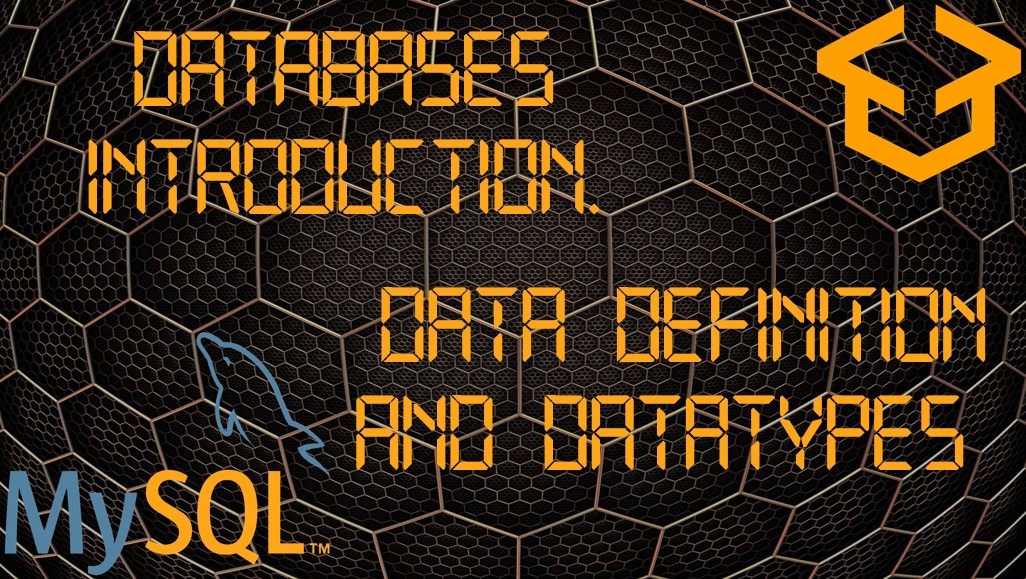 DATABASES
INTRODUCTION.
DATA DEFINITION
AND DATATYPES
MySQL™